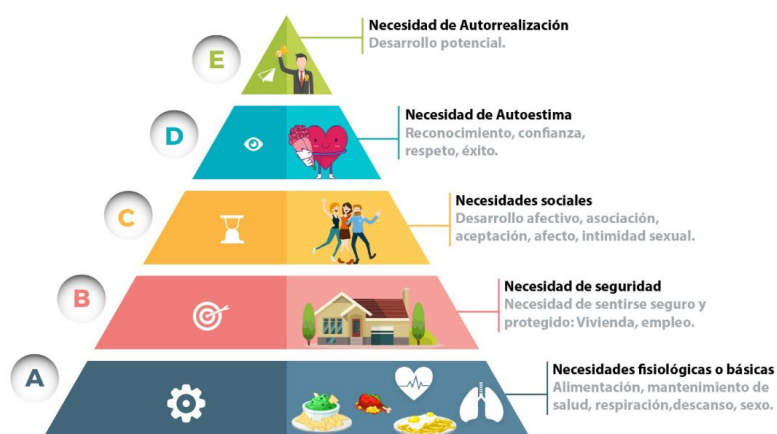 E
Necesidad de Autorrealización
Desarrollo potencial.
D
Necesidad de Autoestima
Reconocimiento, confianza,
respeto, éxito.
C
Necesidades sociales
Desarrollo afectivo, asociación,
aceptación, afecto, intimidad sexual.
B
Necesidad de seguridad
Necesidad de sentirse seguro y
protegido: Vivienda, empleo.
A
Necesidades fisiológicas o básicas
Alimentación, mantenimiento de
salud, respiración,descanso, sexo.